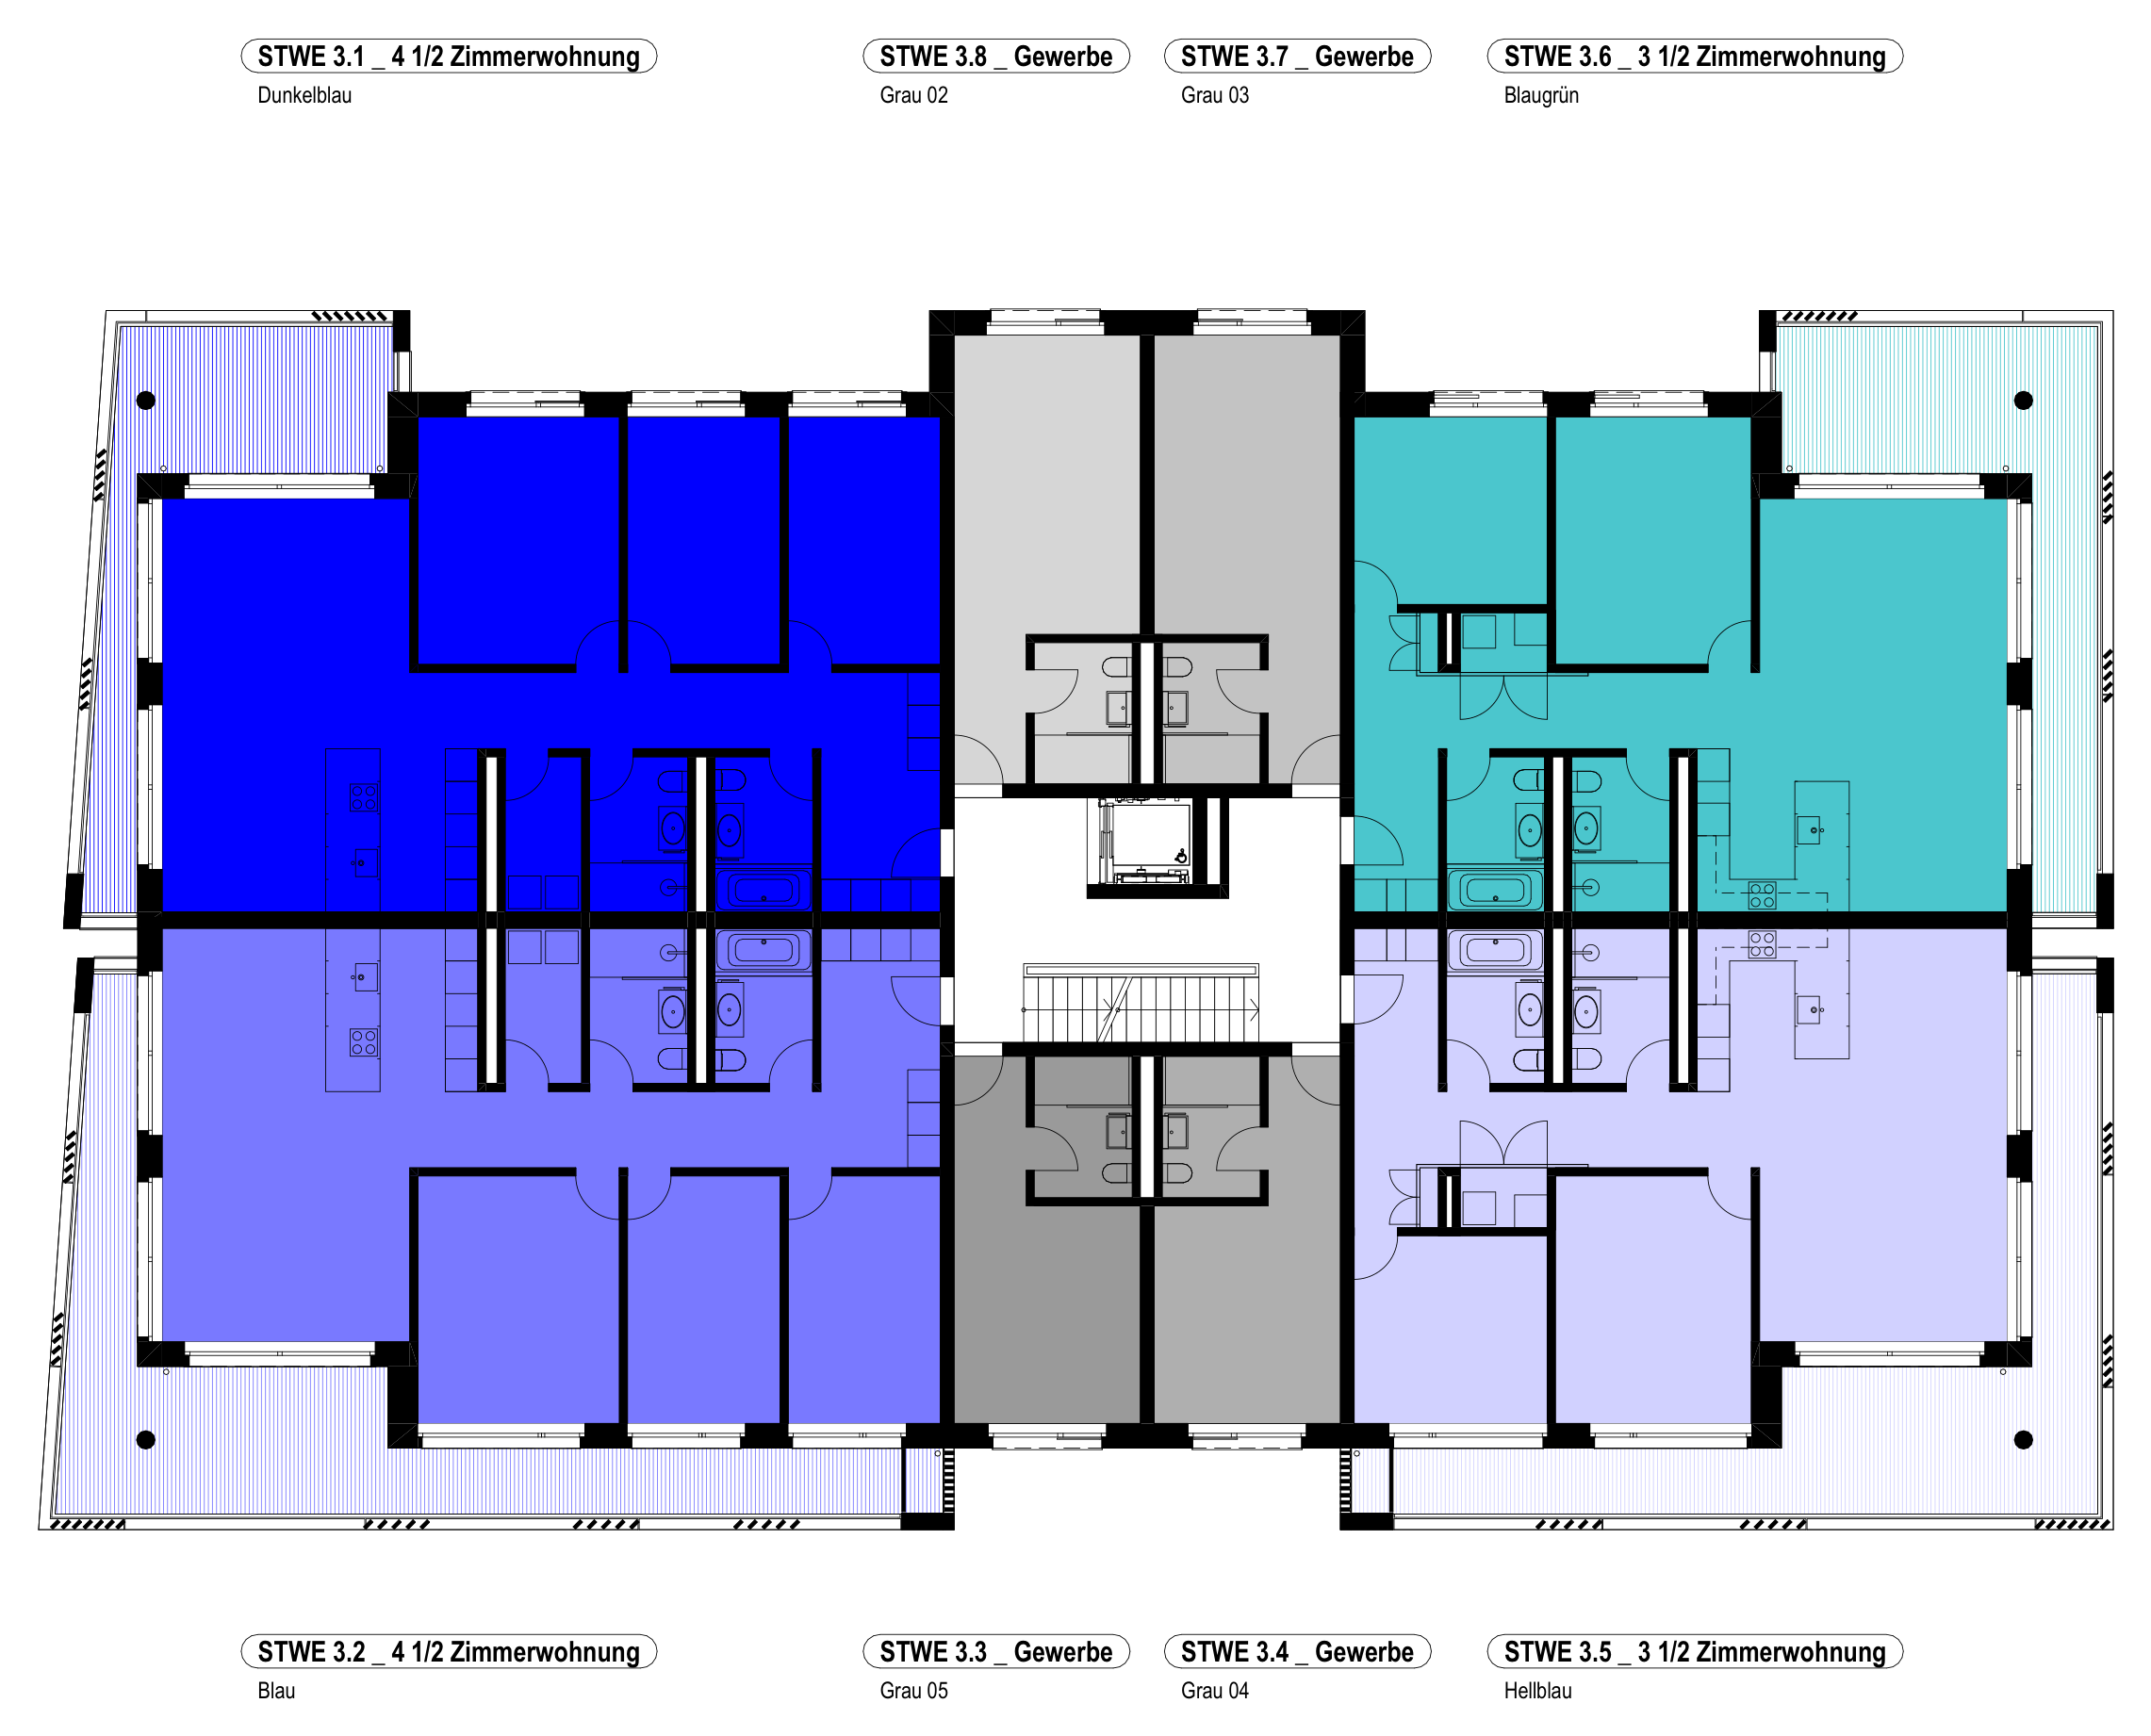 STWE 3.1 _ 4 1/2 Zimmerwohnung
Dunkelblau
STWE 3.8 _ Gewerbe
Grau 02
STWE 3.7 _ Gewerbe
Grau 03
STWE 3.6 _ 3 1/2 Zimmerwohnung
Blaugrün
STWE 3.2 _ 4 1/2 Zimmerwohnung
Blau
STWE 3.3 _ Gewerbe
Grau 05
STWE 3.4 _ Gewerbe
Grau 04
STWE 3.5 _ 3 1/2 Zimmerwohnung
Hellblau